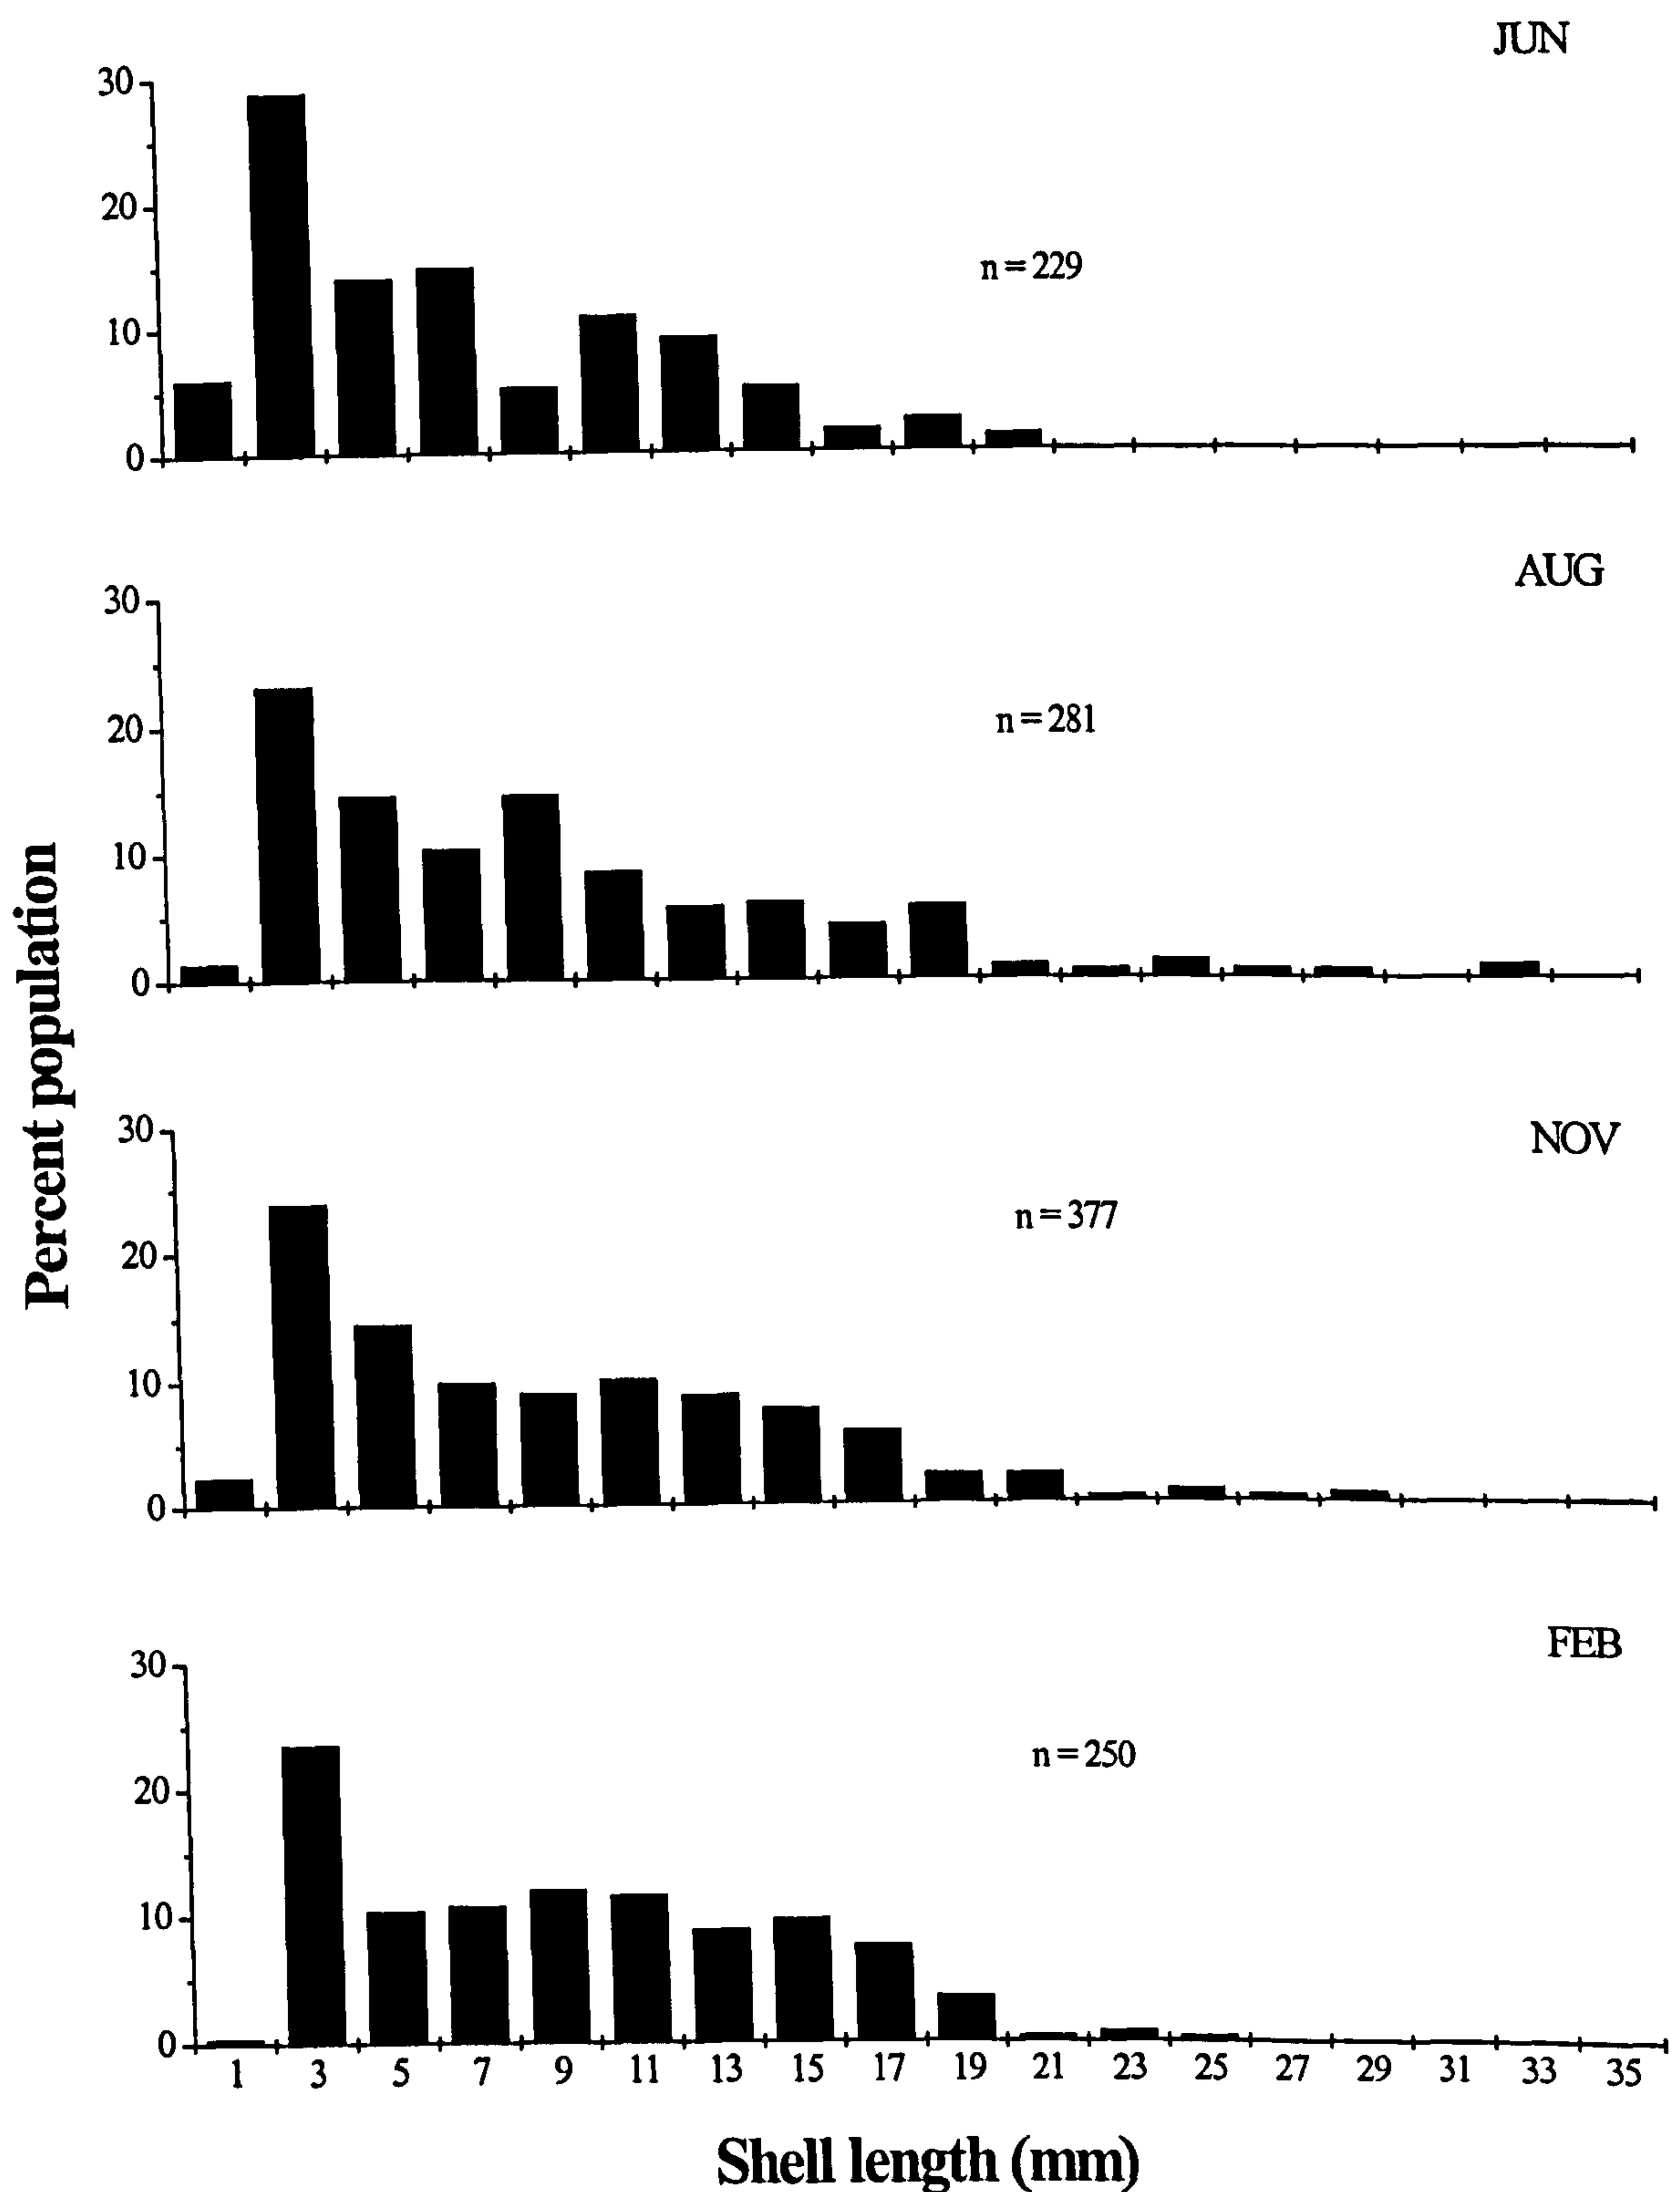 JUN
30
20
n = 229
10
0
AUG
30
20
n = 281
10
0
Percent population
NOV
30
n = 377
20
10
0
FEB
30
n = 250
20
10
0
1 3 5 7 9 11 13 15 17 19 21 23 25 27 29 31 33 35
Shell length (mm)